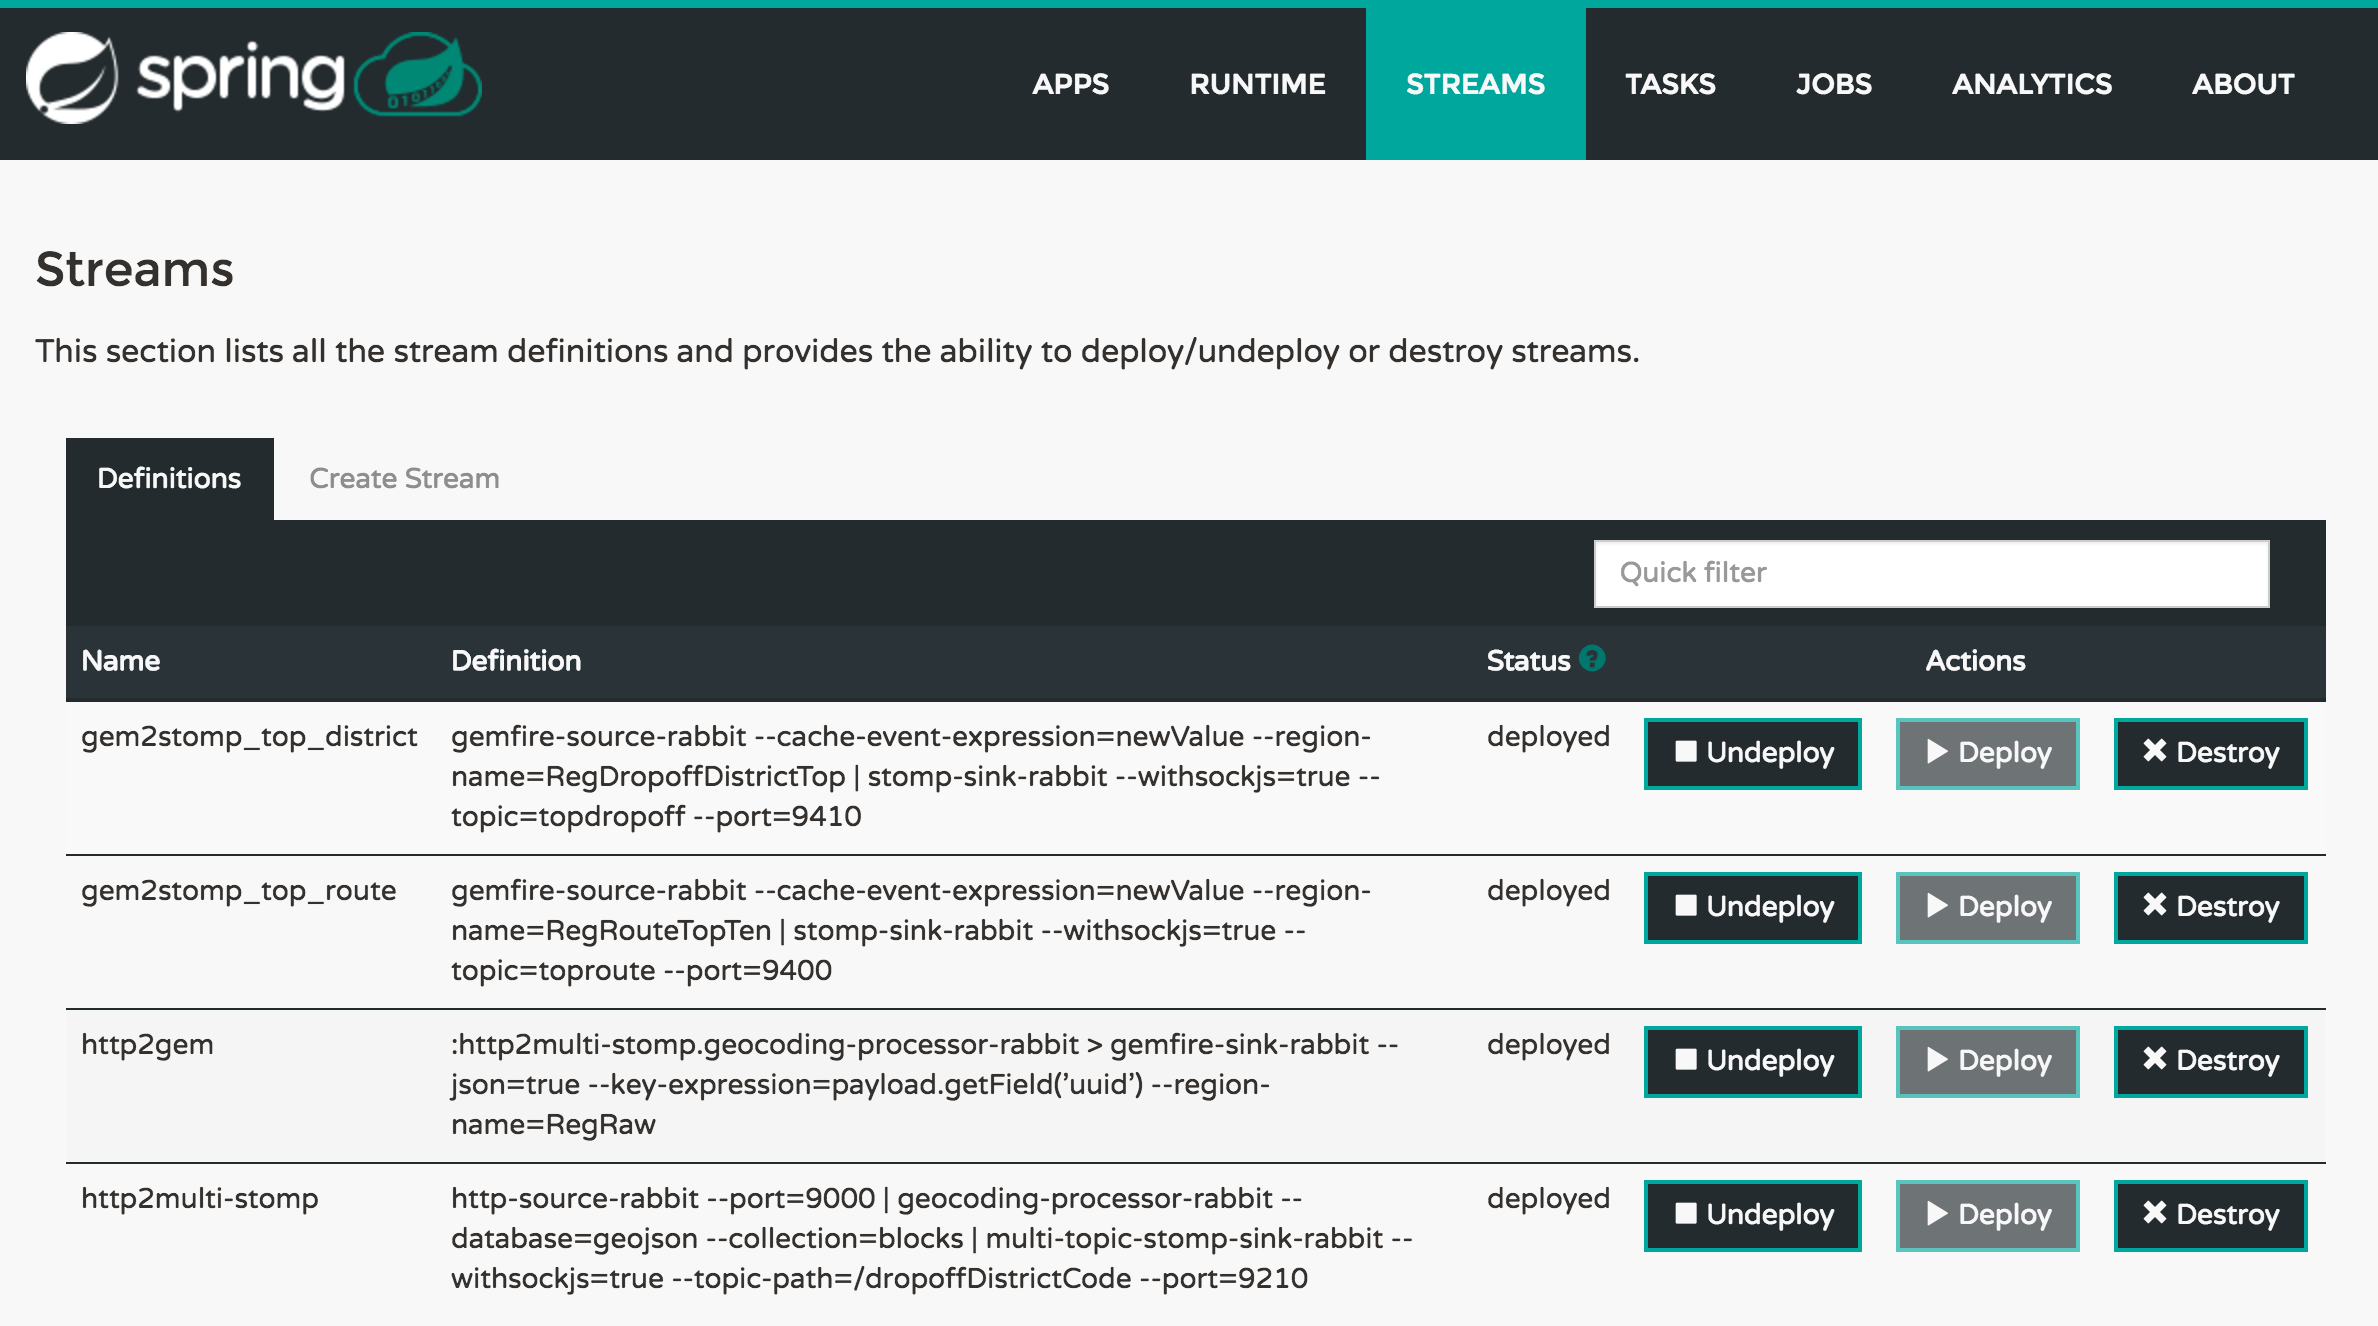 spring
APPS RUNTIME STREAMS TASKS JOBS ANALYTICS ABOUT
Streams
This section lists all the stream definitions and provides the ability to deploy/undeploy or destroy streams.
Definitions Create Stream
Quick filter
Name Definition Status ? Actions
gem2stomp_top_district gemfire-source-rabbit --cache-event-expression=newValue --region- deployed Undeploy Deploy Destroy
name=RegDropoffDistrictTop | stomp-sink-rabbit --withsockjs=true --
topic=topdropoff --port=9410
gem2stomp_top_route gemfire-source-rabbit --cache-event-expression=newValue --region- deployed Undeploy Deploy Destroy
name=RegRouteTopTen | stomp-sink-rabbit --withsockjs=true --
topic=toproute --port=9400
http2gem :http2multi-stomp.geocoding-processor-rabbit > gemfire-sink-rabbit -- deployed Undeploy Deploy Destroy
json=true --key-expression=payload.getField('uuid') --region-
name=RegRaw
http2multi-stomp http-source-rabbit --port=9000 | geocoding-processor-rabbit -- deployed Undeploy Deploy Destroy
database=geojson --collection=blocks | multi-topic-stomp-sink-rabbit --
withsockjs=true --topic-path=/dropoffDistrictCode --port=9210